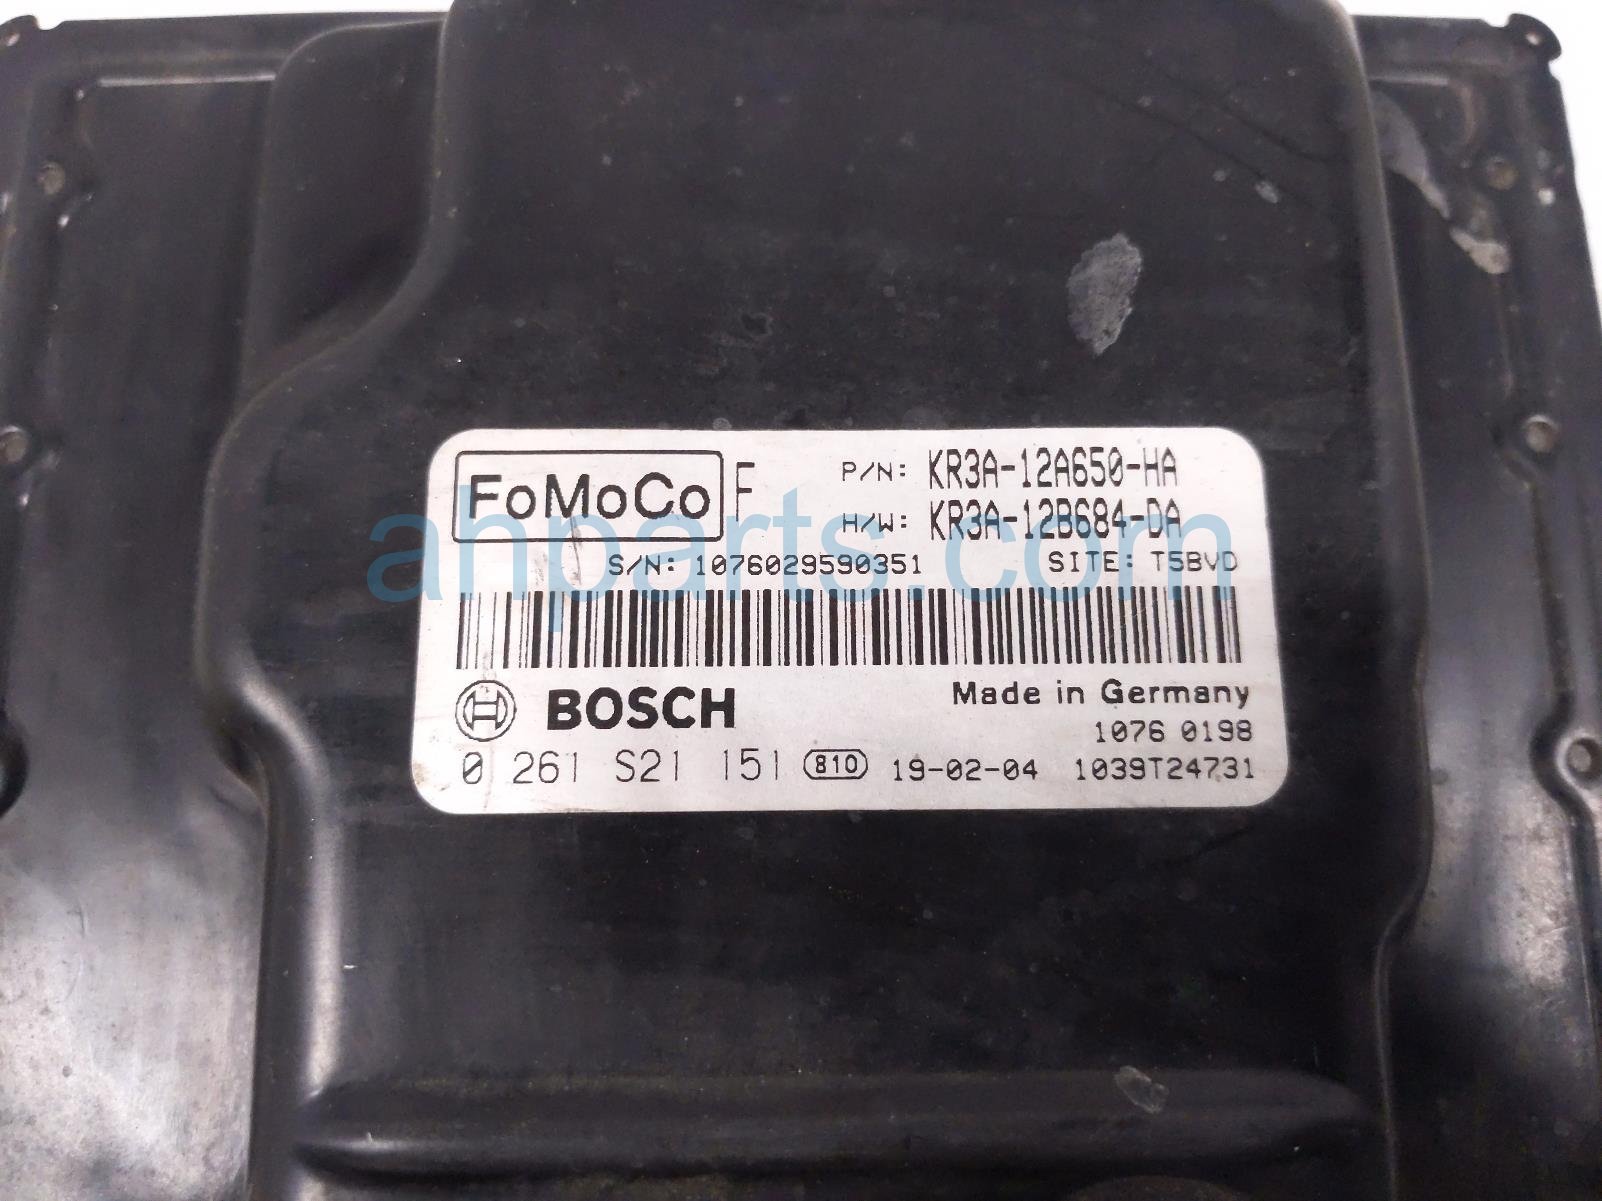 FoMoCo F P/N: KR3A-12A650-HA
H/W: KR3A-12B684-DA
S/N: 1076029590351 SITE: T5BVD
BOSCH Made in Germany
1076 0198
0 261 S21 151 810 19-02-04 1039T24731
ahparts.com